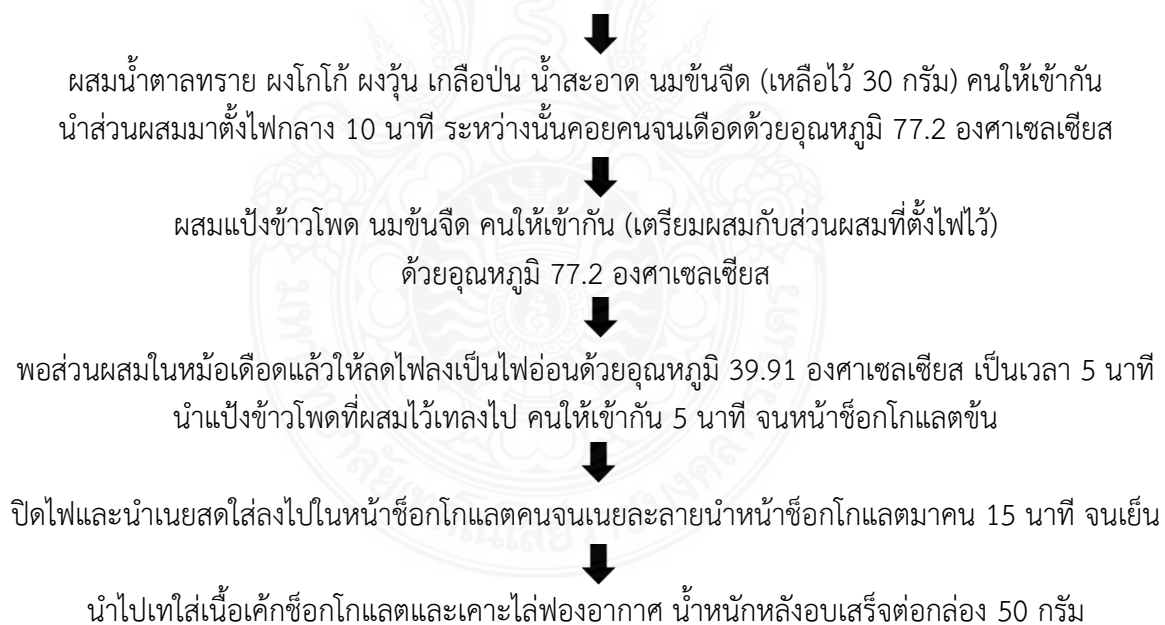 ผสมน้ำตาลทราย ผงโกโก้ ผงวุ้น เกลือป่น น้ำสะอาด นมข้นจืด (เหลือไว้ 30 กรัม) คนให้เข้ากัน
นำส่วนผสมมาตั้งไฟกลาง 10 นาที ระหว่างนั้นคอยคนจนเดือดด้วยอุณหภูมิ 77.2 องศาเซลเซียส
ผสมแป้งข้าวโพด นมข้นจืด คนให้เข้ากัน (เตรียมผสมกับส่วนผสมที่ตั้งไฟไว้)
ด้วยอุณหภูมิ 77.2 องศาเซลเซียส
พอส่วนผสมในหม้อเดือดแล้วให้ลดไฟลงเป็นไฟอ่อนด้วยอุณหภูมิ 39.91 องศาเซลเซียส เป็นเวลา 5 นาที
นำแป้งข้าวโพดที่ผสมไว้เทลงไป คนให้เข้ากัน 5 นาที จนหน้าช็อกโกแลตข้น
ปิดไฟและนำเนยสดใส่ลงไปในหน้าช็อกโกแลตคนจนเนยละลายนำหน้าช็อกโกแลตมาคน 15 นาที จนเย็น
นำไปเทใส่เนื้อเค้กช็อกโกแลตและเคาะไล่ฟองอากาศ น้ำหนักหลังอบเสร็จต่อกล่อง 50 กรัม